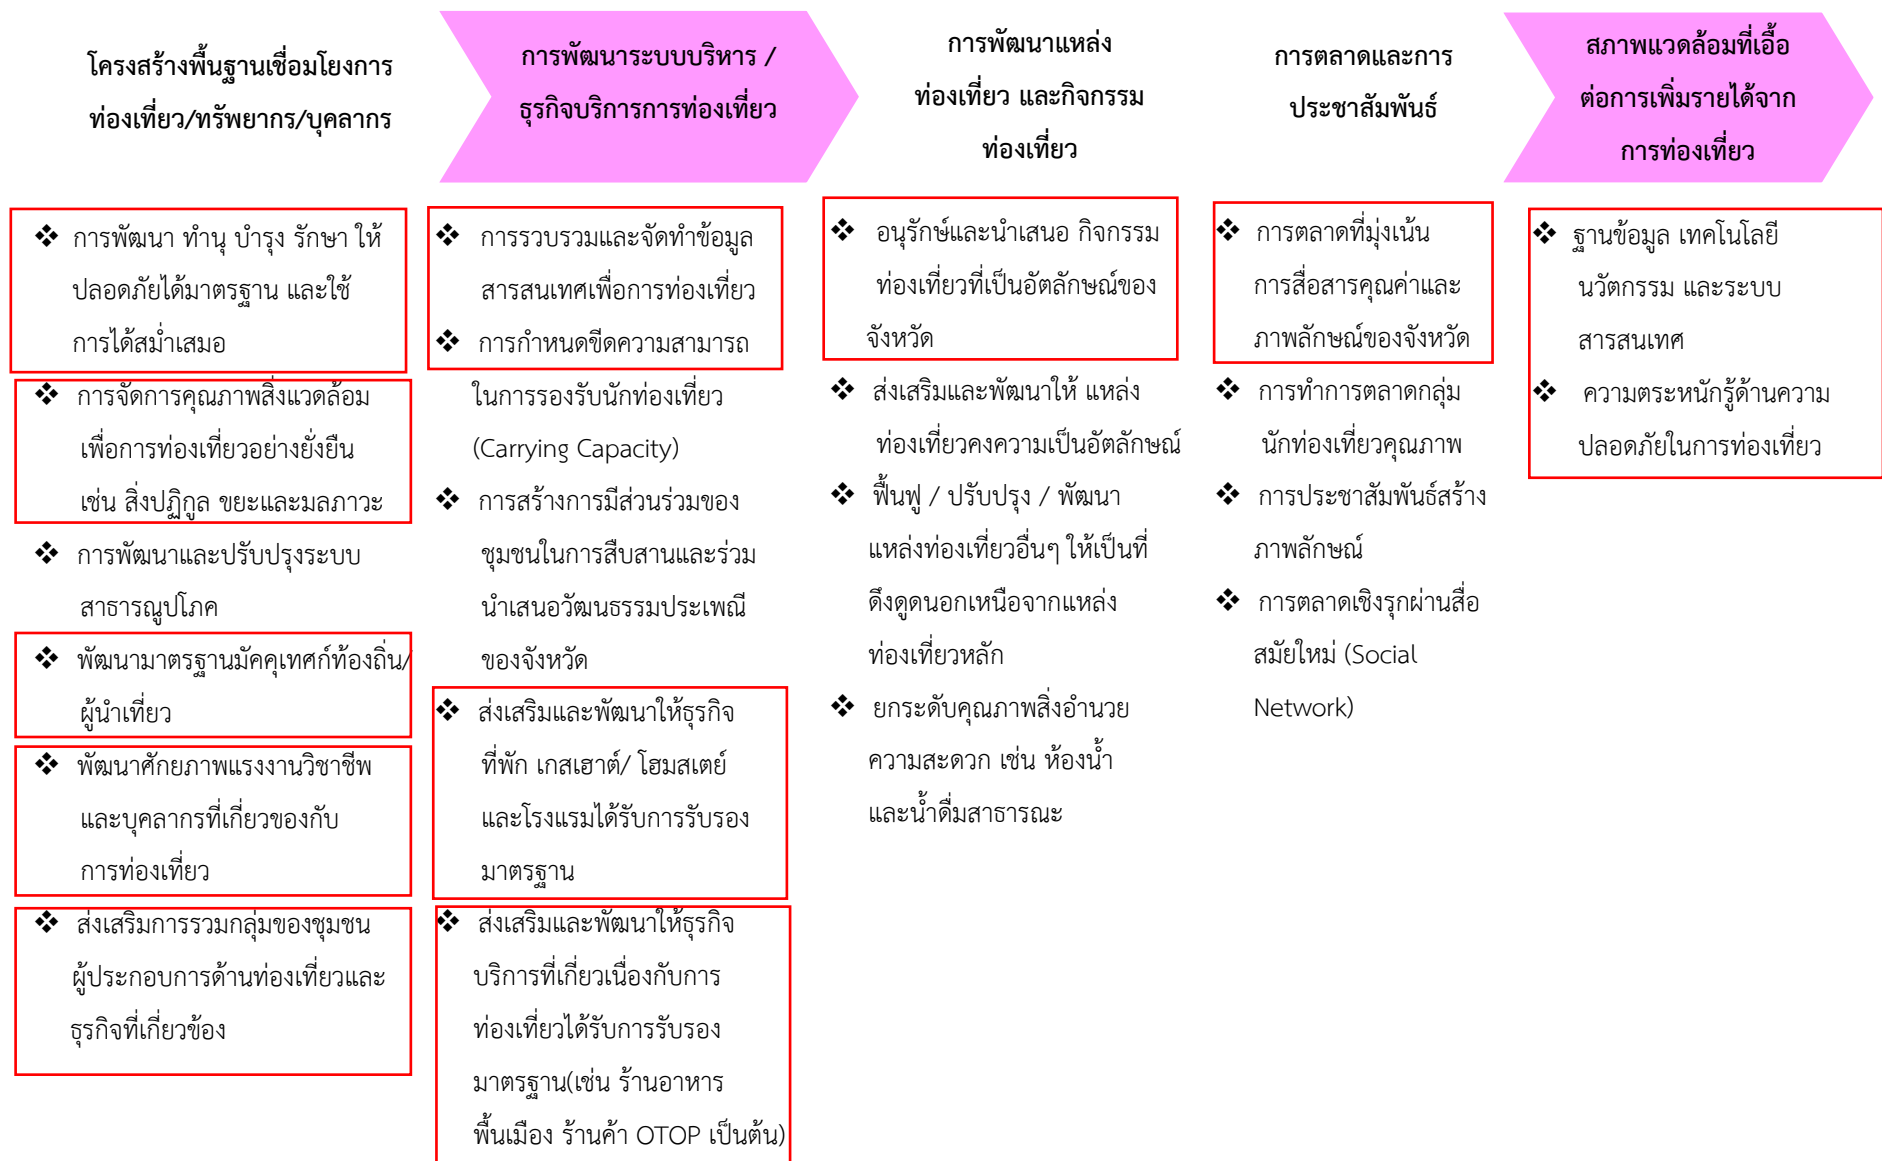 โครงสร้างพื้นฐานเชื่อมโยงการ
ท่องเที่ยว/ทรัพยากร/บุคลากร
การพัฒนาระบบบริหาร /
ธุรกิจบริการการท่องเที่ยว
การพัฒนาแหล่ง
ท่องเที่ยว และกิจกรรม
ท่องเที่ยว
การตลาดและการ
ประชาสัมพันธ์
สภาพแวดล้อมที่เอื้อ
ต่อการเพิ่มรายได้จาก
การท่องเที่ยว
❖ การพัฒนา ทำนุ บำรุง รักษา ให้
ปลอดภัยได้มาตรฐาน และใช้
การได้สม่ำเสมอ
❖ การจัดการคุณภาพสิ่งแวดล้อม
เพื่อการท่องเที่ยวอย่างยั่งยืน
เช่น สิ่งปฏิกูล ขยะและมลภาวะ
❖ การพัฒนาและปรับปรุงระบบ
สาธารณูปโภค
❖ พัฒนามาตรฐานมัคคุเทศก์ท้องถิ่น/
ผู้นำเที่ยว
❖ พัฒนาศักยภาพแรงงานวิชาชีพ
และบุคลากรที่เกี่ยวของกับ
การท่องเที่ยว
❖ ส่งเสริมการรวมกลุ่มของชุมชน
ผู้ประกอบการด้านท่องเที่ยวและ
ธุรกิจที่เกี่ยวข้อง
❖ การรวบรวมและจัดทำข้อมูล
สารสนเทศเพื่อการท่องเที่ยว
❖ การกำหนดขีดความสามารถ
ในการรองรับนักท่องเที่ยว
(Carrying Capacity)
❖ การสร้างการมีส่วนร่วมของ
ชุมชนในการสืบสานและร่วม
นำเสนอวัฒนธรรมประเพณี
ของจังหวัด
❖ ส่งเสริมและพัฒนาให้ธุรกิจ
ที่พัก เกสเฮาต์/ โฮมสเตย์
และโรงแรมได้รับการรับรอง
มาตรฐาน
❖ ส่งเสริมและพัฒนาให้ธุรกิจ
บริการที่เกี่ยวเนื่องกับการ
ท่องเที่ยวได้รับการรับรอง
มาตรฐาน(เช่น ร้านอาหาร
พื้นเมือง ร้านค้า OTOP เป็นต้น)
❖ อนุรักษ์และนำเสนอ กิจกรรม
ท่องเที่ยวที่เป็นอัตลักษณ์ของ
จังหวัด
❖ ส่งเสริมและพัฒนาให้ แหล่ง
ท่องเที่ยวคงความเป็นอัตลักษณ์
❖ ฟื้นฟู / ปรับปรุง / พัฒนา
แหล่งท่องเที่ยวอื่นๆ ให้เป็นที่
ดึงดูดนอกเหนือจากแหล่ง
ท่องเที่ยวหลัก
❖ ยกระดับคุณภาพสิ่งอำนวย
ความสะดวก เช่น ห้องน้ำ
และน้ำดื่มสาธารณะ
❖ การตลาดที่มุ่งเน้น
การสื่อสารคุณค่าและ
ภาพลักษณ์ของจังหวัด
❖ การทำการตลาดกลุ่ม
นักท่องเที่ยวคุณภาพ
❖ การประชาสัมพันธ์สร้าง
ภาพลักษณ์
❖ การตลาดเชิงรุกผ่านสื่อ
สมัยใหม่ (Social
Network)
❖ ฐานข้อมูล เทคโนโลยี
นวัตกรรม และระบบ
สารสนเทศ
❖ ความตระหนักรู้ด้านความ
ปลอดภัยในการท่องเที่ยว